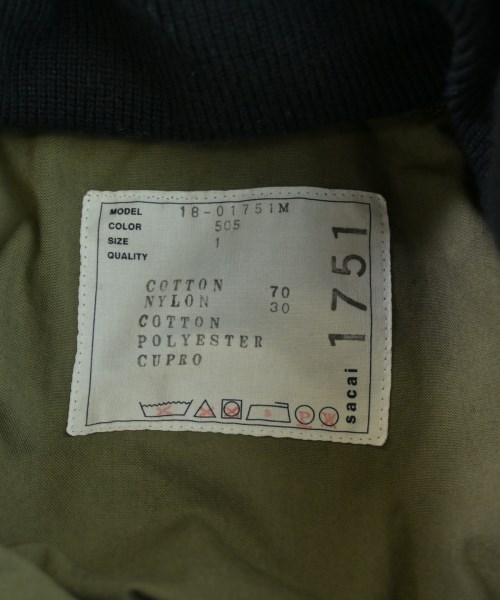 MODEL 18-01751M
COLOR 505
SIZE 1
QUALITY
COTTON 70
NYLON 30
COTTON
POLYESTER
CUPRO
P W
sacai 1751